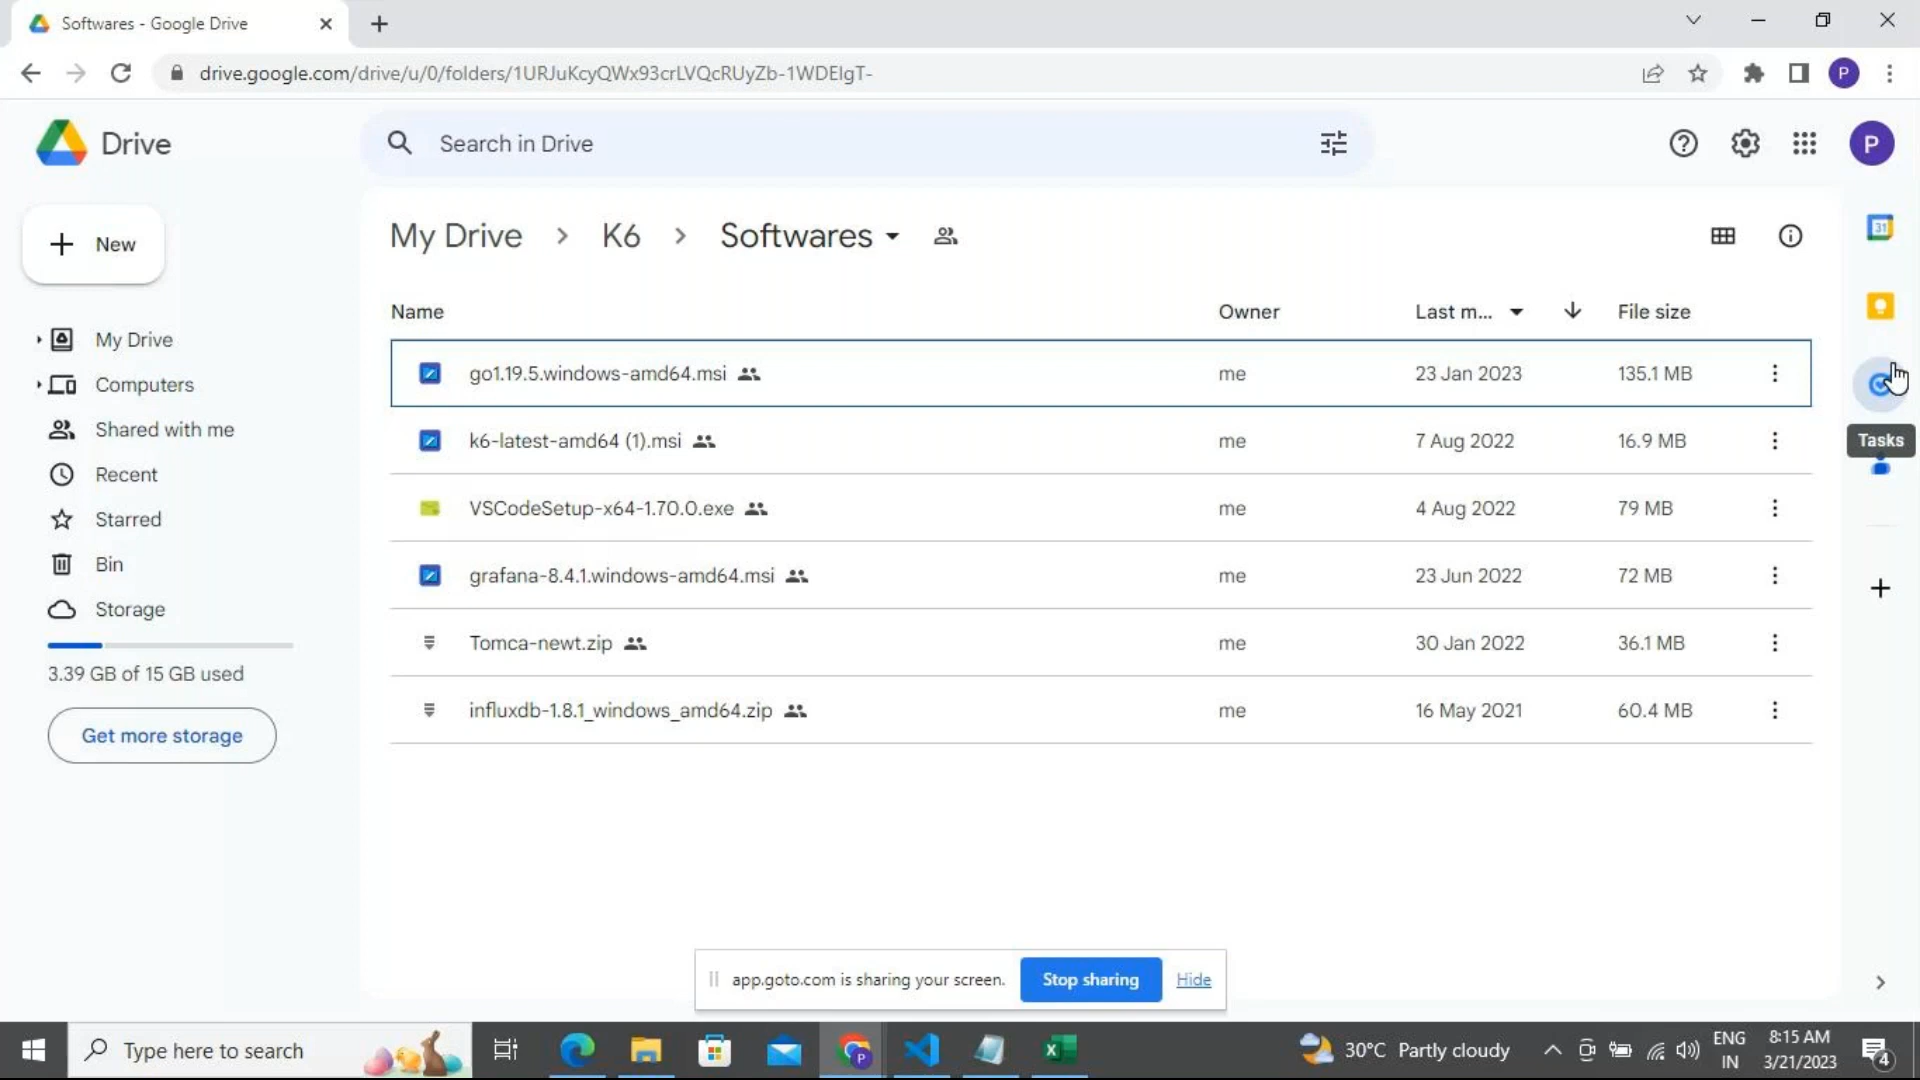 Softwares - Google Drive
drive.google.com/drive/u/0/folders/1URJuKcyQWx93crLVQcRUyZb-1WDEIgT-
P
Drive
Search in Drive
P
New
My Drive
Computers
Shared with me
Recent
Starred
Bin
Storage
3.39 GB of 15 GB used
Get more storage
My Drive > K6 > Softwares
Name Owner Last m... File size
go1.19.5.windows-amd64.msi me 23 Jan 2023 135.1 MB
k6-latest-amd64 (1).msi me 7 Aug 2022 16.9 MB
VSCodeSetup-x64-1.70.0.exe me 4 Aug 2022 79 MB
grafana-8.4.1.windows-amd64.msi me 23 Jun 2022 72 MB
Tomca-newt.zip me 30 Jan 2022 36.1 MB
influxdb-1.8.1_windows_amd64.zip me 16 May 2021 60.4 MB
31
Tasks
app.goto.com is sharing your screen. Stop sharing Hide
Type here to search
P
30°C Partly cloudy
ENG
IN
8:15 AM
3/21/2023
4